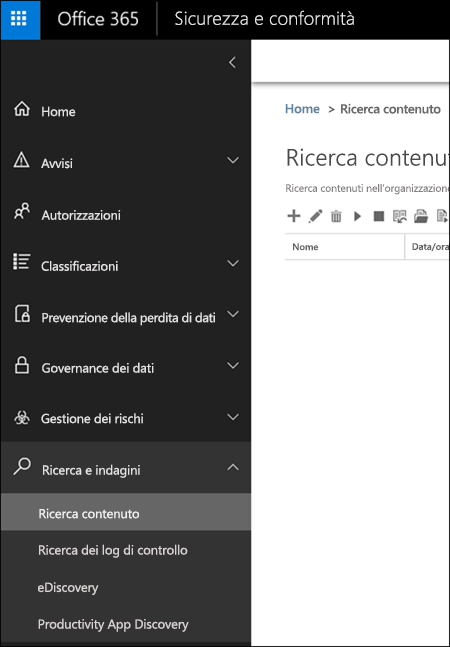 Office 365 Sicurezza e conformità
Home
Avvisi
Autorizzazioni
Classificazioni
Prevenzione della perdita di dati
Governance dei dati
Gestione dei rischi
Ricerca e indagini
Ricerca contenuto
Ricerca dei log di controllo
eDiscovery
Productivity App Discovery
Home > Ricerca contenuto
Ricerca contenu
Ricerca contenuti nell'organizzazione
Nome Data/ora